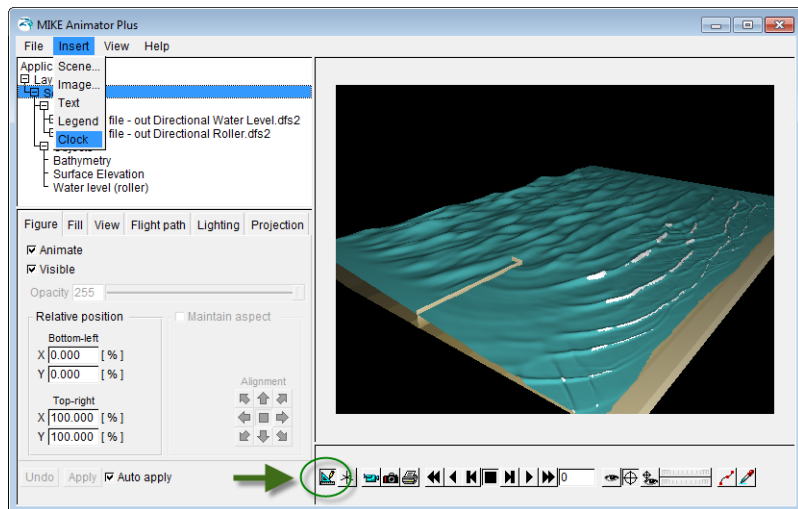 MIKE Animator Plus
File Insert View Help
Applic
Lay
S
Scene...
Image...
Text
Legend
Clock
file - out Directional Water Level.dfs2
file - out Directional Roller.dfs2
Objects
Bathymetry
Surface Elevation
Water level (roller)
Figure Fill View Flight path Lighting Projection
Animate
Visible
Opacity 255
Relative position
Maintain aspect
Bottom-left
X 0.000 [%]
Y 0.000 [%]
Alignment
Top-right
X 100.000 [%]
Y 100.000 [%]
Undo Apply Auto apply
0